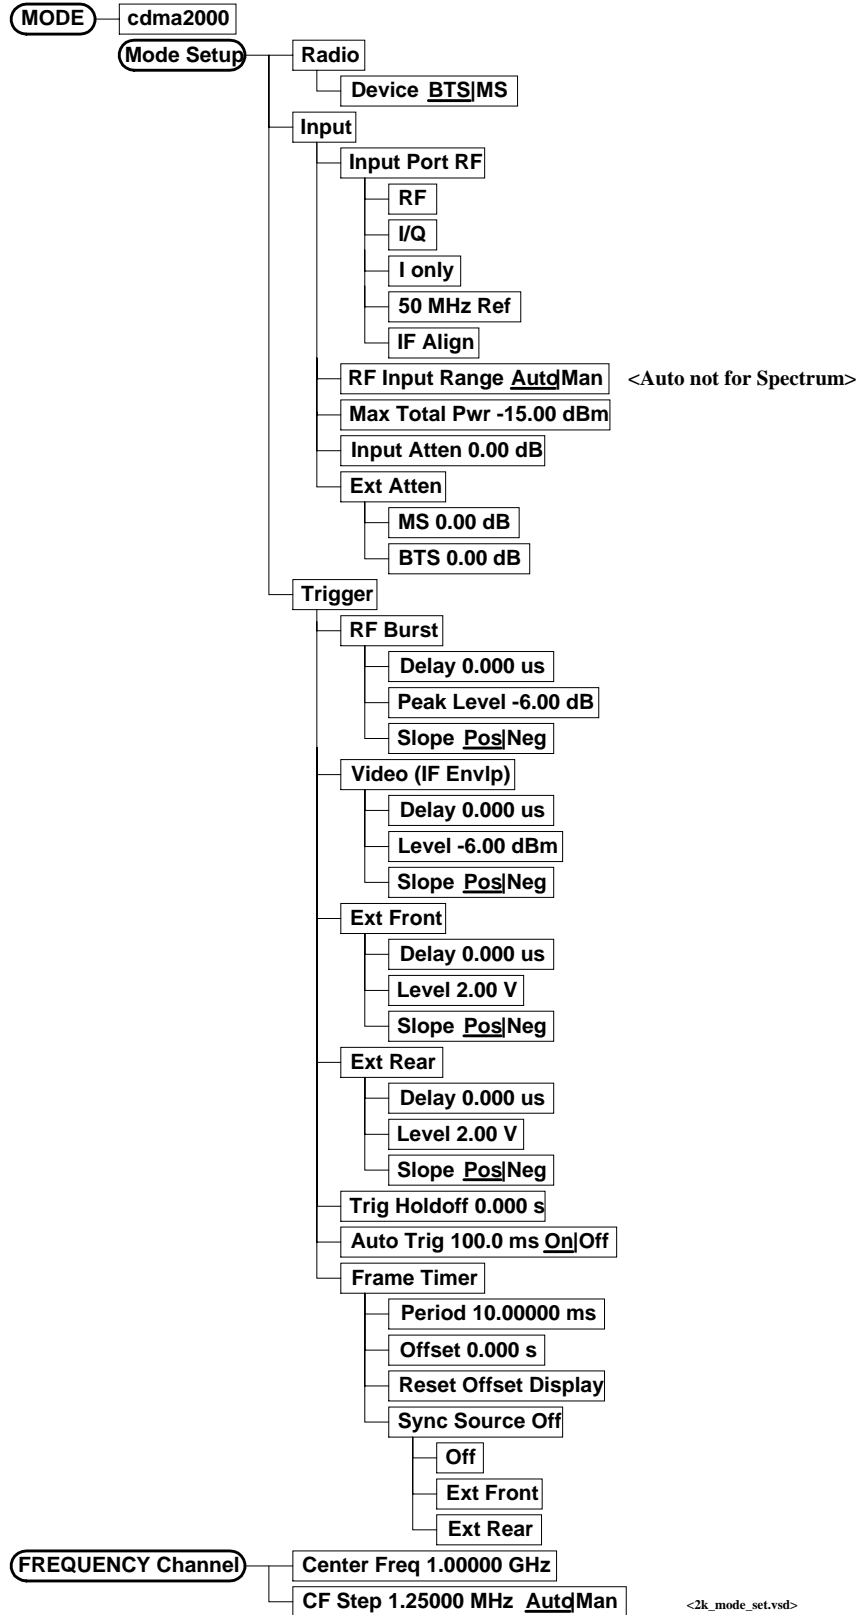 MODE cdma2000
Mode Setup Radio
Device BTS|MS
Input
Input Port RF
RF
I/Q
I only
50 MHz Ref
IF Align
RF Input Range Auto|Man <Auto not for Spectrum>
Max Total Pwr -15.00 dBm
Input Atten 0.00 dB
Ext Atten
MS 0.00 dB
BTS 0.00 dB
Trigger
RF Burst
Delay 0.000 us
Peak Level -6.00 dB
Slope Pos|Neg
Video (IF Envlp)
Delay 0.000 us
Level -6.00 dBm
Slope Pos|Neg
Ext Front
Delay 0.000 us
Level 2.00 V
Slope Pos|Neg
Ext Rear
Delay 0.000 us
Level 2.00 V
Slope Pos|Neg
Trig Holdoff 0.000 s
Auto Trig 100.0 ms On|Off
Frame Timer
Period 10.00000 ms
Offset 0.000 s
Reset Offset Display
Sync Source Off
Off
Ext Front
Ext Rear
FREQUENCY Channel Center Freq 1.00000 GHz
CF Step 1.25000 MHz Auto|Man <2k_mode_set.vsd>